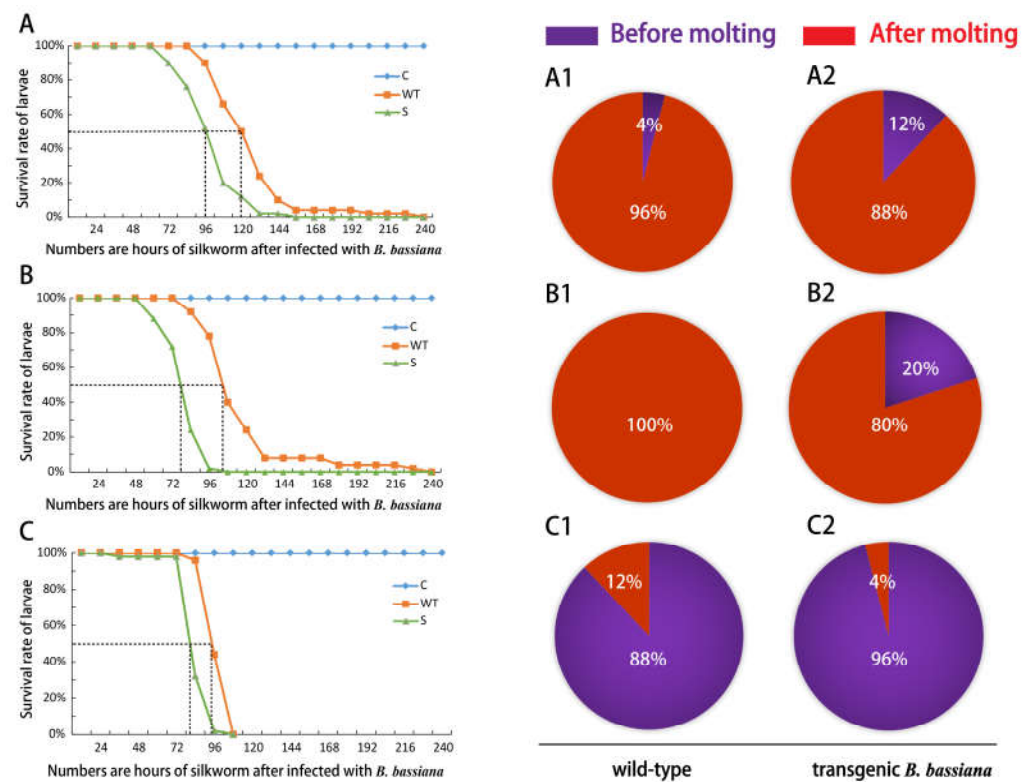 A
100%
80%
60%
40%
20%
0%
Survival rate of larvae
C
WT
S
24 48 72 96 120 144 168 192 216 240
Numbers are hours of silkworm after infected with B. bassiana
B
100%
80%
60%
40%
20%
0%
Survival rate of larvae
C
WT
S
24 48 72 96 120 144 168 192 216 240
Numbers are hours of silkworm after infected with B. bassiana
C
100%
80%
60%
40%
20%
0%
Survival rate of larvae
C
WT
S
24 48 72 96 120 144 168 192 216 240
Numbers are hours of silkworm after infected with B. bassiana
Before molting After molting
A1 A2
4% 12%
96% 88%
B1 B2
20%
100% 80%
C1 C2
12% 4%
88% 96%
wild-type transgenic B. bassiana